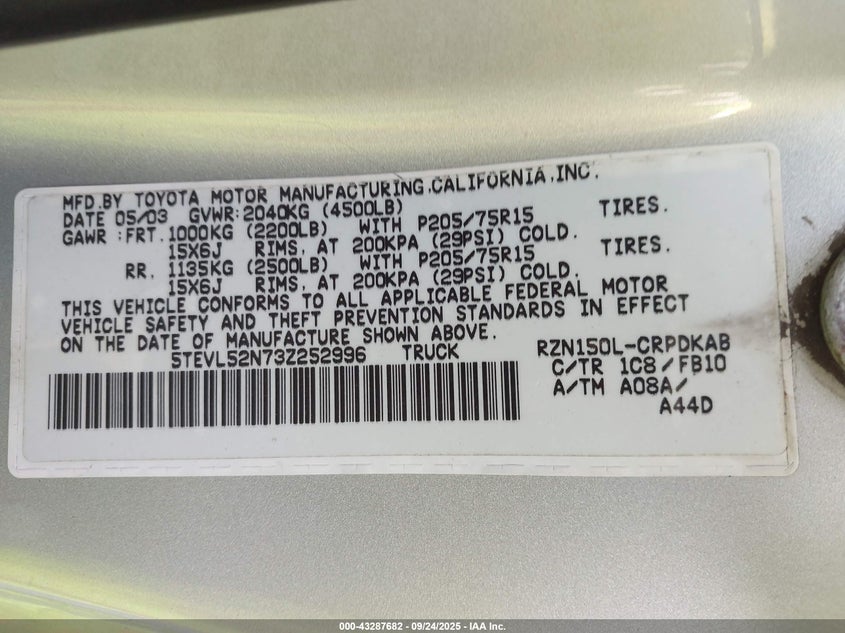 MFD.BY TOYOTA MOTOR MANUFACTURING,CALIFORNIA,INC.
DATE 05/03 GVWR:2040KG (4500LB)
GAWR :FRT.1000KG (2200LB) WITH P205/75R15 TIRES.
15X6J RIMS, AT 200KPA (29PSI) COLD.
RR. 1135KG (2500LB) WITH P205/75R15 TIRES.
15X6J RIMS, AT 200KPA (29PSI) COLD.
THIS VEHICLE CONFORMS TO ALL APPLICABLE FEDERAL MOTOR
VEHICLE SAFETY AND THEFT PREVENTION STANDARDS IN EFFECT
ON THE DATE OF MANUFACTURE SHOWN ABOVE.
5TEVL52N73Z252996 TRUCK RZN150L-CRPDKAB
C/TR 1C8/FB10
A/TM A08A/
A44D
000-43287682 - 09/24/2025 - IAA Inc.